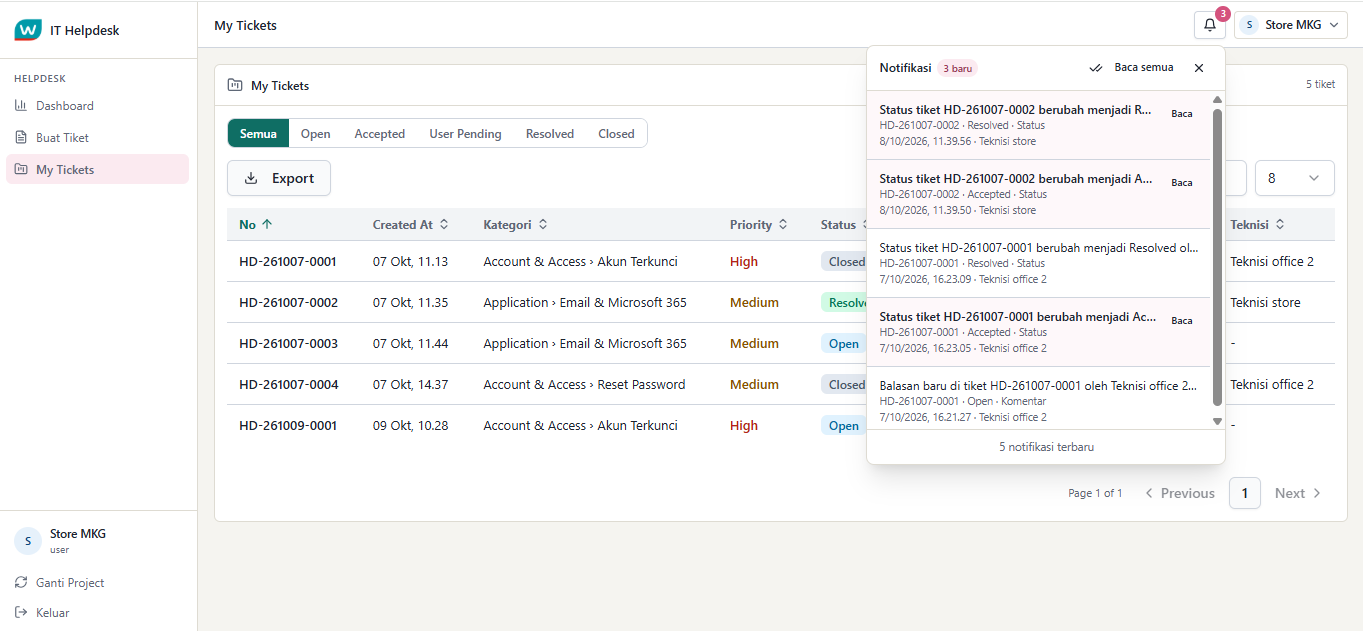 W IT Helpdesk
HELPDESK
Dashboard
Buat Tiket
My Tickets
Store MKG
S
user
Ganti Project
Keluar
My Tickets
3
S Store MKG
My Tickets
5 tiket
Semua Open Accepted User Pending Resolved Closed
Export
8
No Created At Kategori Priority Status Teknisi
HD-261007-0001 07 Okt, 11.13 Account & Access › Akun Terkunci High Closed Teknisi office 2
HD-261007-0002 07 Okt, 11.35 Application › Email & Microsoft 365 Medium Resolve Teknisi store
HD-261007-0003 07 Okt, 11.44 Application › Email & Microsoft 365 Medium Open -
HD-261007-0004 07 Okt, 14.37 Account & Access › Reset Password Medium Closed Teknisi office 2
HD-261009-0001 09 Okt, 10.28 Account & Access › Akun Terkunci High Open -
Page 1 of 1 Previous 1 Next
Notifikasi 3 baru Baca semua
Status tiket HD-261007-0002 berubah menjadi R... Baca
HD-261007-0002 · Resolved · Status
8/10/2026, 11.39.56 · Teknisi store
Status tiket HD-261007-0002 berubah menjadi A... Baca
HD-261007-0002 · Accepted · Status
8/10/2026, 11.39.50 · Teknisi store
Status tiket HD-261007-0001 berubah menjadi Resolved ol...
HD-261007-0001 · Resolved · Status
7/10/2026, 16.23.09 · Teknisi office 2
Status tiket HD-261007-0001 berubah menjadi Ac... Baca
HD-261007-0001 · Accepted · Status
7/10/2026, 16.23.05 · Teknisi office 2
Balasan baru di tiket HD-261007-0001 oleh Teknisi office 2...
HD-261007-0001 · Open · Komentar
7/10/2026, 16.21.27 · Teknisi office 2
5 notifikasi terbaru